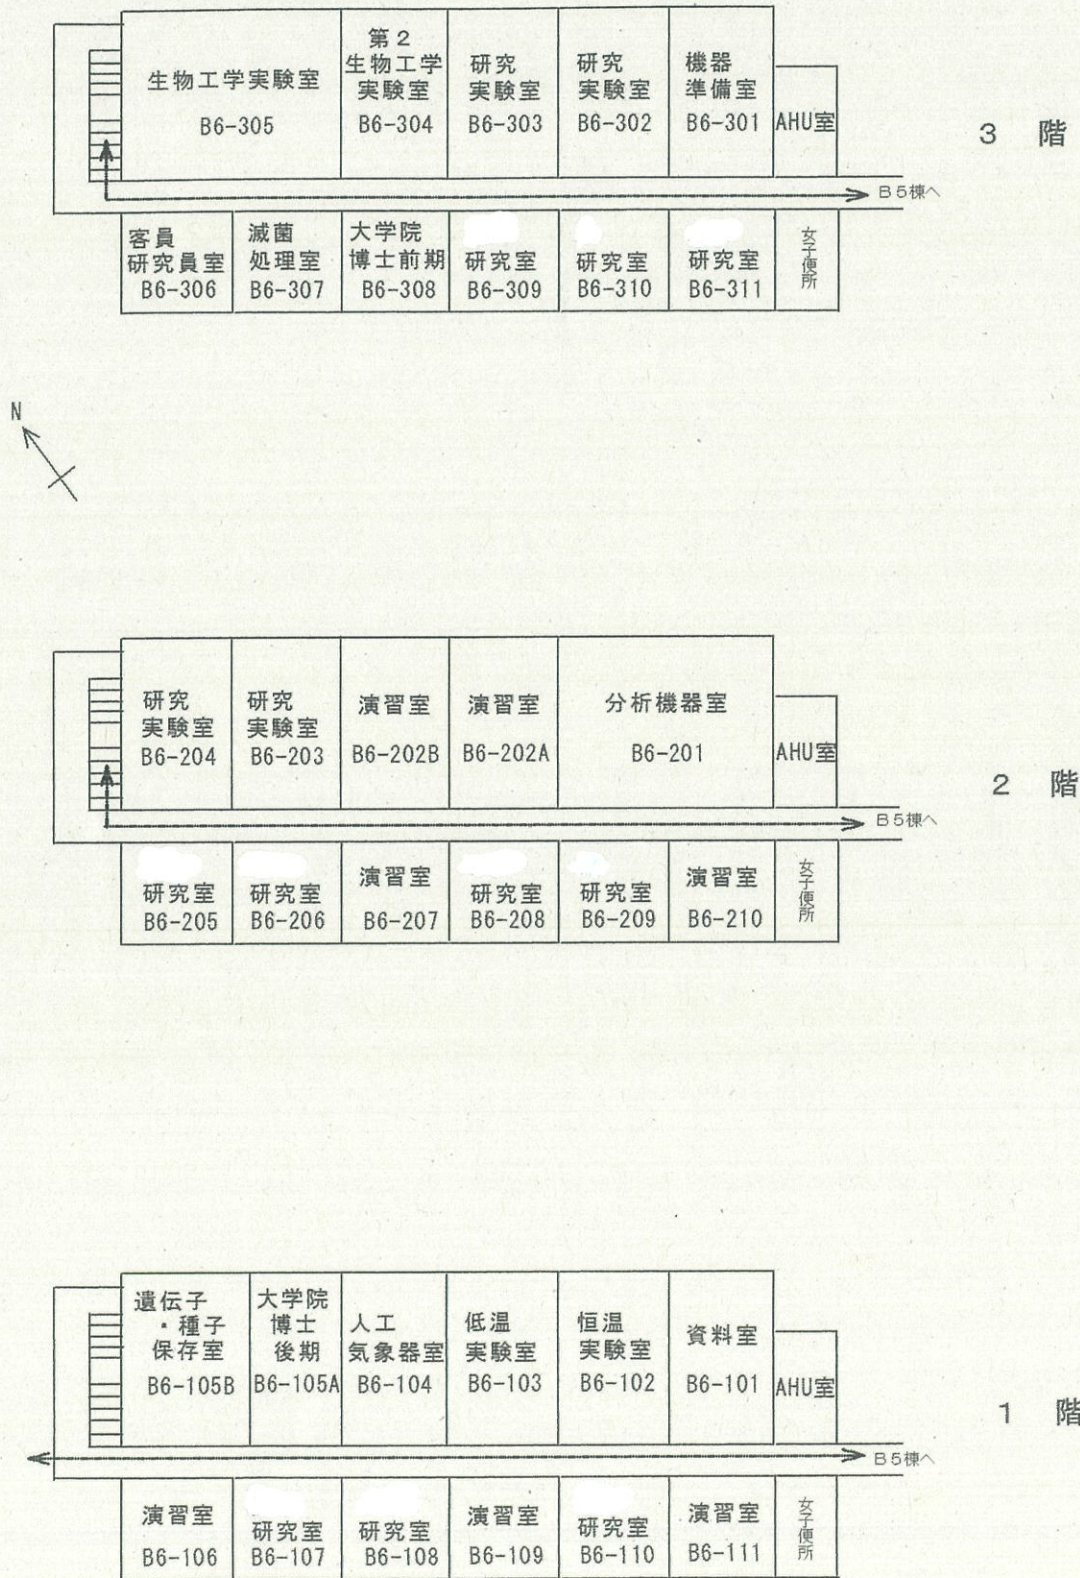 生物工学実験室
B6-305
第2
生物工学
実験室
B6-304
研究
実験室
B6-303
研究
実験室
B6-302
機器
準備室
B6-301
AHU室
3 階
B5棟へ
客員
研究員室
B6-306
滅菌
処理室
B6-307
大学院
博士前期
B6-308
研究室
B6-309
研究室
B6-310
研究室
B6-311
女子便所
N
研究
実験室
B6-204
研究
実験室
B6-203
演習室
B6-202B
演習室
B6-202A
分析機器室
B6-201
AHU室
2 階
B5棟へ
研究室
B6-205
研究室
B6-206
演習室
B6-207
研究室
B6-208
研究室
B6-209
演習室
B6-210
女子便所
遺伝子
・種子
保存室
B6-105B
大学院
博士
後期
B6-105A
人工
気象器室
B6-104
低温
実験室
B6-103
恒温
実験室
B6-102
資料室
B6-101
AHU室
1 階
B5棟へ
演習室
B6-106
研究室
B6-107
研究室
B6-108
演習室
B6-109
研究室
B6-110
演習室
B6-111
女子便所